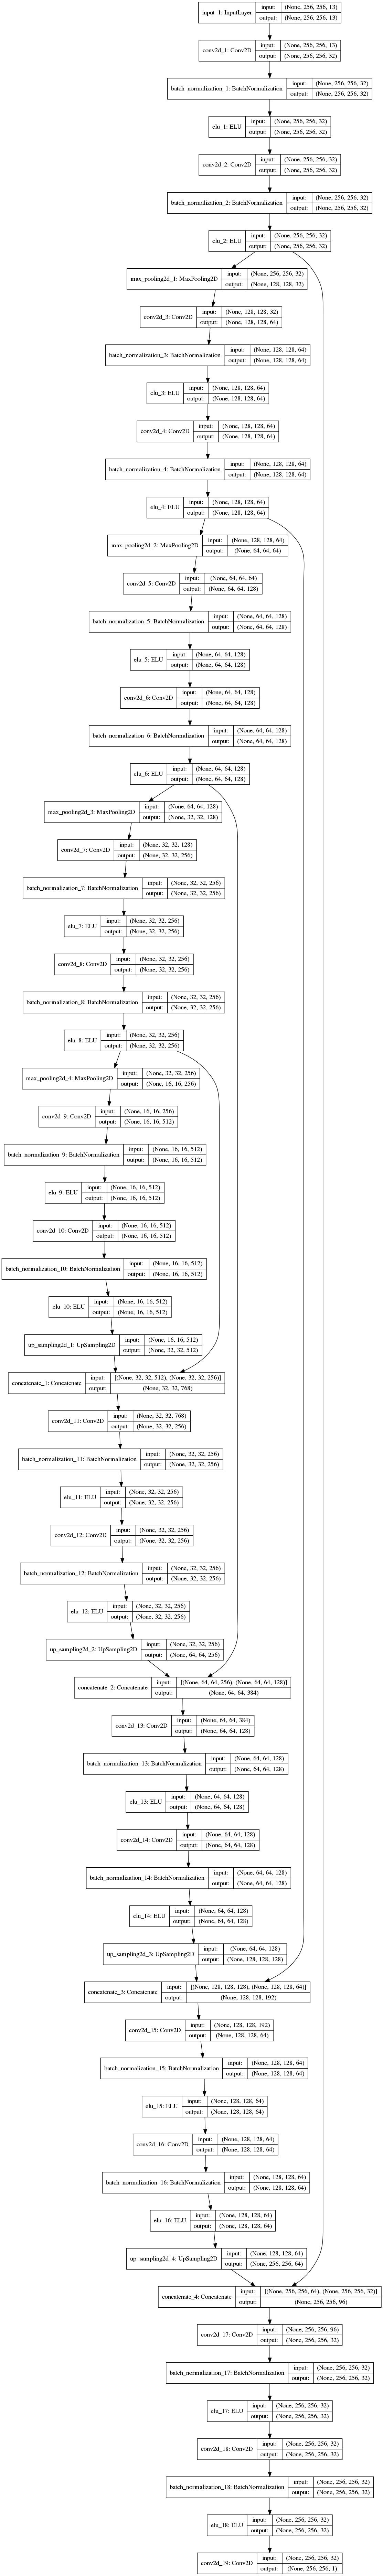 input_1: InputLayer input: (None, 256, 256, 13)
output: (None, 256, 256, 13)
conv2d_1: Conv2D input: (None, 256, 256, 13)
output: (None, 256, 256, 32)
batch_normalization_1: BatchNormalization input: (None, 256, 256, 32)
output: (None, 256, 256, 32)
elu_1: ELU input: (None, 256, 256, 32)
output: (None, 256, 256, 32)
conv2d_2: Conv2D input: (None, 256, 256, 32)
output: (None, 256, 256, 32)
batch_normalization_2: BatchNormalization input: (None, 256, 256, 32)
output: (None, 256, 256, 32)
elu_2: ELU input: (None, 256, 256, 32)
output: (None, 256, 256, 32)
max_pooling2d_1: MaxPooling2D input: (None, 256, 256, 32)
output: (None, 128, 128, 32)
conv2d_3: Conv2D input: (None, 128, 128, 32)
output: (None, 128, 128, 64)
batch_normalization_3: BatchNormalization input: (None, 128, 128, 64)
output: (None, 128, 128, 64)
elu_3: ELU input: (None, 128, 128, 64)
output: (None, 128, 128, 64)
conv2d_4: Conv2D input: (None, 128, 128, 64)
output: (None, 128, 128, 64)
batch_normalization_4: BatchNormalization input: (None, 128, 128, 64)
output: (None, 128, 128, 64)
elu_4: ELU input: (None, 128, 128, 64)
output: (None, 128, 128, 64)
max_pooling2d_2: MaxPooling2D input: (None, 128, 128, 64)
output: (None, 64, 64, 64)
conv2d_5: Conv2D input: (None, 64, 64, 64)
output: (None, 64, 64, 128)
batch_normalization_5: BatchNormalization input: (None, 64, 64, 128)
output: (None, 64, 64, 128)
elu_5: ELU input: (None, 64, 64, 128)
output: (None, 64, 64, 128)
conv2d_6: Conv2D input: (None, 64, 64, 128)
output: (None, 64, 64, 128)
batch_normalization_6: BatchNormalization input: (None, 64, 64, 128)
output: (None, 64, 64, 128)
elu_6: ELU input: (None, 64, 64, 128)
output: (None, 64, 64, 128)
max_pooling2d_3: MaxPooling2D input: (None, 64, 64, 128)
output: (None, 32, 32, 128)
conv2d_7: Conv2D input: (None, 32, 32, 128)
output: (None, 32, 32, 256)
batch_normalization_7: BatchNormalization input: (None, 32, 32, 256)
output: (None, 32, 32, 256)
elu_7: ELU input: (None, 32, 32, 256)
output: (None, 32, 32, 256)
conv2d_8: Conv2D input: (None, 32, 32, 256)
output: (None, 32, 32, 256)
batch_normalization_8: BatchNormalization input: (None, 32, 32, 256)
output: (None, 32, 32, 256)
elu_8: ELU input: (None, 32, 32, 256)
output: (None, 32, 32, 256)
max_pooling2d_4: MaxPooling2D input: (None, 32, 32, 256)
output: (None, 16, 16, 256)
conv2d_9: Conv2D input: (None, 16, 16, 256)
output: (None, 16, 16, 512)
batch_normalization_9: BatchNormalization input: (None, 16, 16, 512)
output: (None, 16, 16, 512)
elu_9: ELU input: (None, 16, 16, 512)
output: (None, 16, 16, 512)
conv2d_10: Conv2D input: (None, 16, 16, 512)
output: (None, 16, 16, 512)
batch_normalization_10: BatchNormalization input: (None, 16, 16, 512)
output: (None, 16, 16, 512)
elu_10: ELU input: (None, 16, 16, 512)
output: (None, 16, 16, 512)
up_sampling2d_1: UpSampling2D input: (None, 16, 16, 512)
output: (None, 32, 32, 512)
concatenate_1: Concatenate input: [(None, 32, 32, 512), (None, 32, 32, 256)]
output: (None, 32, 32, 768)
conv2d_11: Conv2D input: (None, 32, 32, 768)
output: (None, 32, 32, 256)
batch_normalization_11: BatchNormalization input: (None, 32, 32, 256)
output: (None, 32, 32, 256)
elu_11: ELU input: (None, 32, 32, 256)
output: (None, 32, 32, 256)
conv2d_12: Conv2D input: (None, 32, 32, 256)
output: (None, 32, 32, 256)
batch_normalization_12: BatchNormalization input: (None, 32, 32, 256)
output: (None, 32, 32, 256)
elu_12: ELU input: (None, 32, 32, 256)
output: (None, 32, 32, 256)
up_sampling2d_2: UpSampling2D input: (None, 32, 32, 256)
output: (None, 64, 64, 256)
concatenate_2: Concatenate input: [(None, 64, 64, 256), (None, 64, 64, 128)]
output: (None, 64, 64, 384)
conv2d_13: Conv2D input: (None, 64, 64, 384)
output: (None, 64, 64, 128)
batch_normalization_13: BatchNormalization input: (None, 64, 64, 128)
output: (None, 64, 64, 128)
elu_13: ELU input: (None, 64, 64, 128)
output: (None, 64, 64, 128)
conv2d_14: Conv2D input: (None, 64, 64, 128)
output: (None, 64, 64, 128)
batch_normalization_14: BatchNormalization input: (None, 64, 64, 128)
output: (None, 64, 64, 128)
elu_14: ELU input: (None, 64, 64, 128)
output: (None, 64, 64, 128)
up_sampling2d_3: UpSampling2D input: (None, 64, 64, 128)
output: (None, 128, 128, 128)
concatenate_3: Concatenate input: [(None, 128, 128, 128), (None, 128, 128, 64)]
output: (None, 128, 128, 192)
conv2d_15: Conv2D input: (None, 128, 128, 192)
output: (None, 128, 128, 64)
batch_normalization_15: BatchNormalization input: (None, 128, 128, 64)
output: (None, 128, 128, 64)
elu_15: ELU input: (None, 128, 128, 64)
output: (None, 128, 128, 64)
conv2d_16: Conv2D input: (None, 128, 128, 64)
output: (None, 128, 128, 64)
batch_normalization_16: BatchNormalization input: (None, 128, 128, 64)
output: (None, 128, 128, 64)
elu_16: ELU input: (None, 128, 128, 64)
output: (None, 128, 128, 64)
up_sampling2d_4: UpSampling2D input: (None, 128, 128, 64)
output: (None, 256, 256, 64)
concatenate_4: Concatenate input: [(None, 256, 256, 64), (None, 256, 256, 32)]
output: (None, 256, 256, 96)
conv2d_17: Conv2D input: (None, 256, 256, 96)
output: (None, 256, 256, 32)
batch_normalization_17: BatchNormalization input: (None, 256, 256, 32)
output: (None, 256, 256, 32)
elu_17: ELU input: (None, 256, 256, 32)
output: (None, 256, 256, 32)
conv2d_18: Conv2D input: (None, 256, 256, 32)
output: (None, 256, 256, 32)
batch_normalization_18: BatchNormalization input: (None, 256, 256, 32)
output: (None, 256, 256, 32)
elu_18: ELU input: (None, 256, 256, 32)
output: (None, 256, 256, 32)
conv2d_19: Conv2D input: (None, 256, 256, 32)
output: (None, 256, 256, 1)